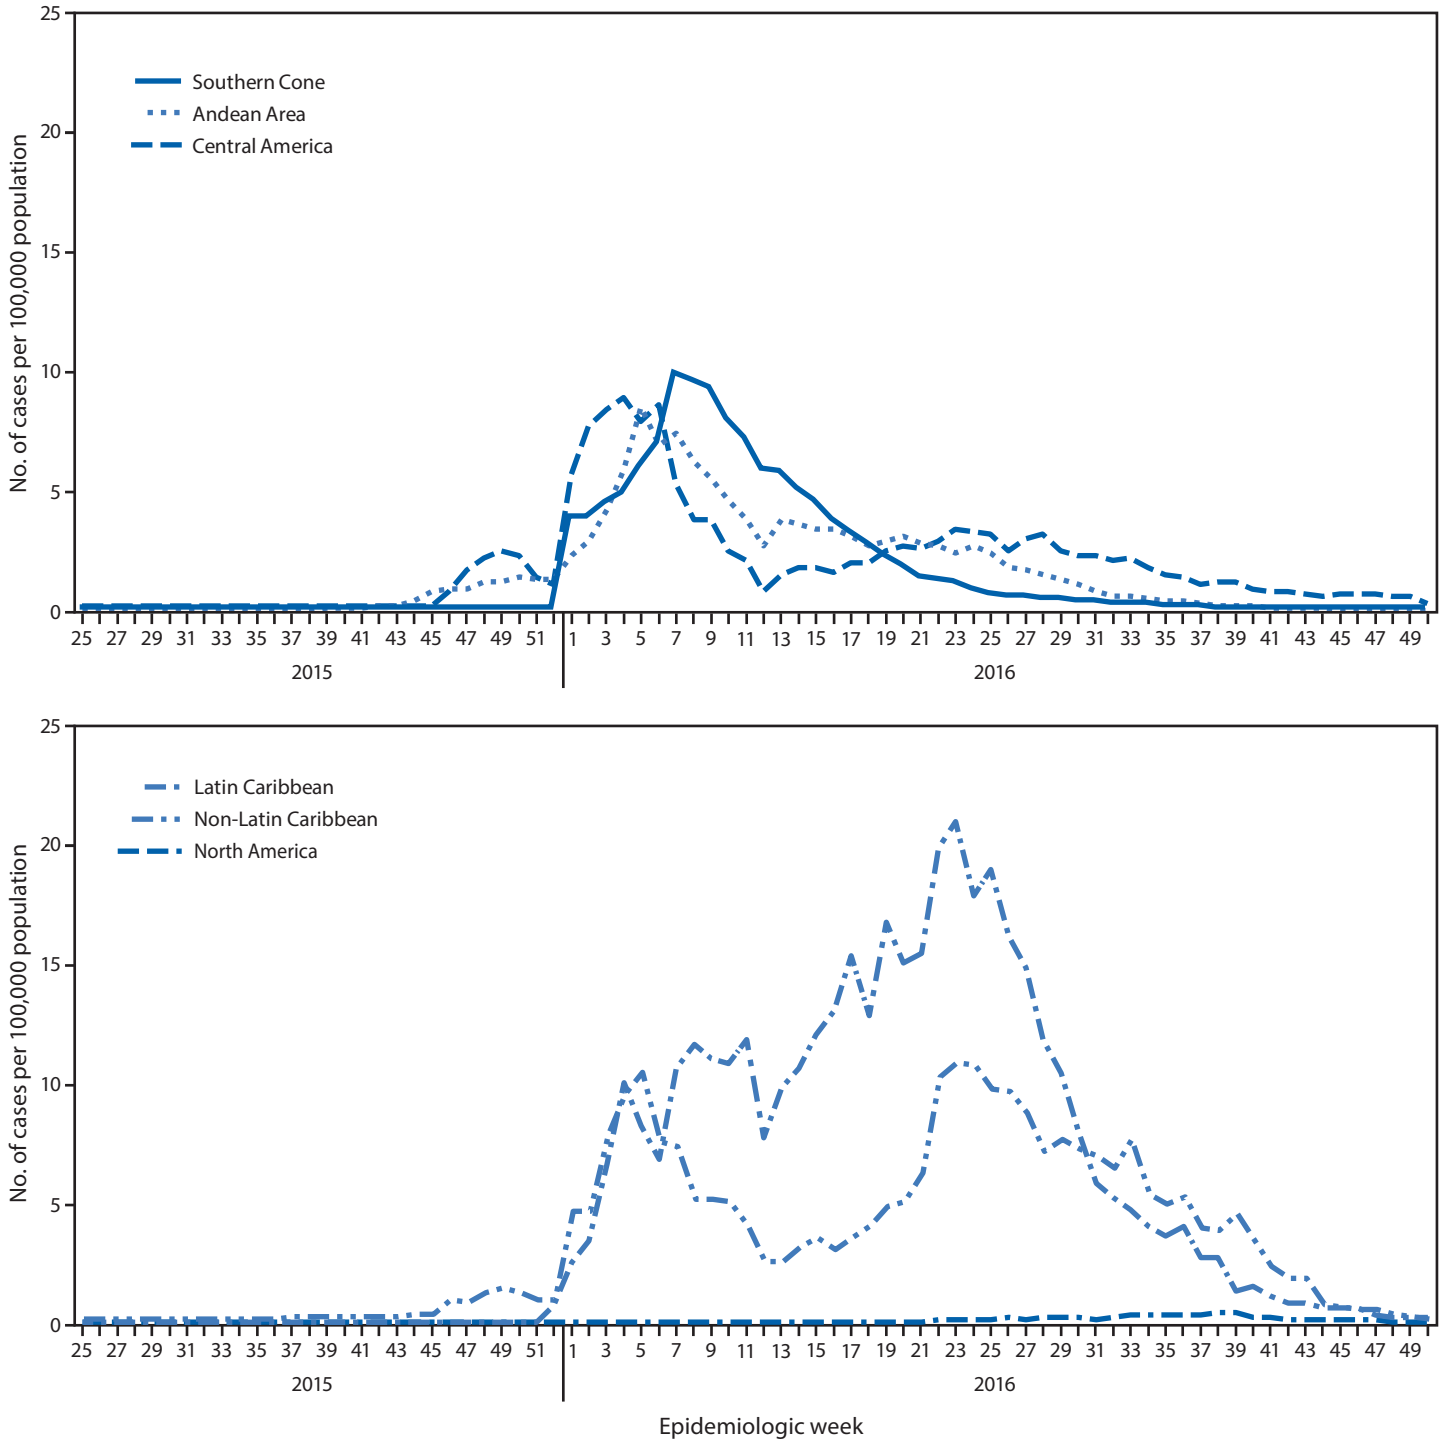 No. of cases per 100,000 population
25
20
15
10
5
0
Southern Cone
Andean Area
Central America
25 27 29 31 33 35 37 39 41 43 45 47 49 51 1 3 5 7 9 11 13 15 17 19 21 23 25 27 29 31 33 35 37 39 41 43 45 47 49
2015 2016
No. of cases per 100,000 population
25
20
15
10
5
0
Latin Caribbean
Non-Latin Caribbean
North America
25 27 29 31 33 35 37 39 41 43 45 47 49 51 1 3 5 7 9 11 13 15 17 19 21 23 25 27 29 31 33 35 37 39 41 43 45 47 49
2015 2016
Epidemiologic week